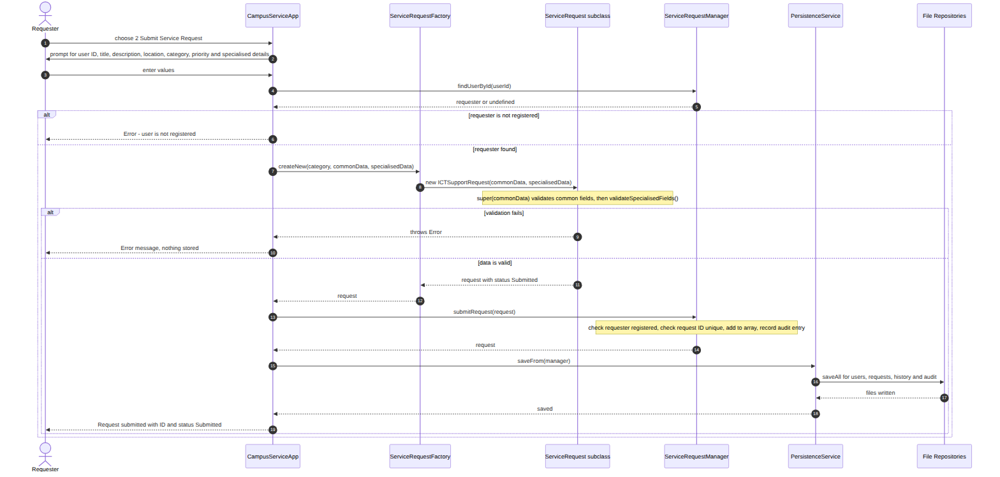 CampusServiceApp
ServiceRequestFactory
ServiceRequest subclass
ServiceRequestManager
PersistenceService
File Repositories
Requester
choose 2 Submit Service Request
1
prompt for user ID, title, description, location, category, priority and specialised details
2
enter values
3
findUserById(userId)
4
requester or undefined
5
alt
[requester is not registered]
Error - user is not registered
6
[requester found]
createNew(category, commonData, specialisedData)
7
new ICTSupportRequest(commonData, specialisedData)
8
super(commonData) validates common fields, then validateSpecialisedFields()
alt
[validation fails]
throws Error
9
Error message, nothing stored
10
[data is valid]
request with status Submitted
11
request
12
submitRequest(request)
13
check requester registered, check request ID unique, add to array, record audit entry
request
14
saveFrom(manager)
15
saveAll for users, requests, history and audit
16
files written
17
saved
18
Request submitted with ID and status Submitted
19
CampusServiceApp
ServiceRequestFactory
ServiceRequest subclass
ServiceRequestManager
PersistenceService
File Repositories
Requester